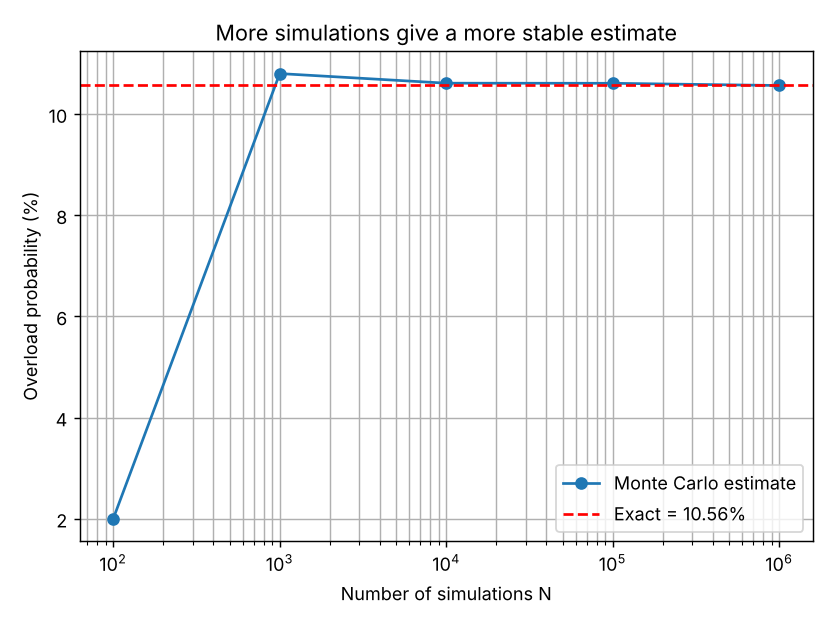 More simulations give a more stable estimate
Overload probability (%)
10
8
6
4
2
Monte Carlo estimate
Exact = 10.56%
10²
10³
10⁴
10⁵
10⁶
Number of simulations N